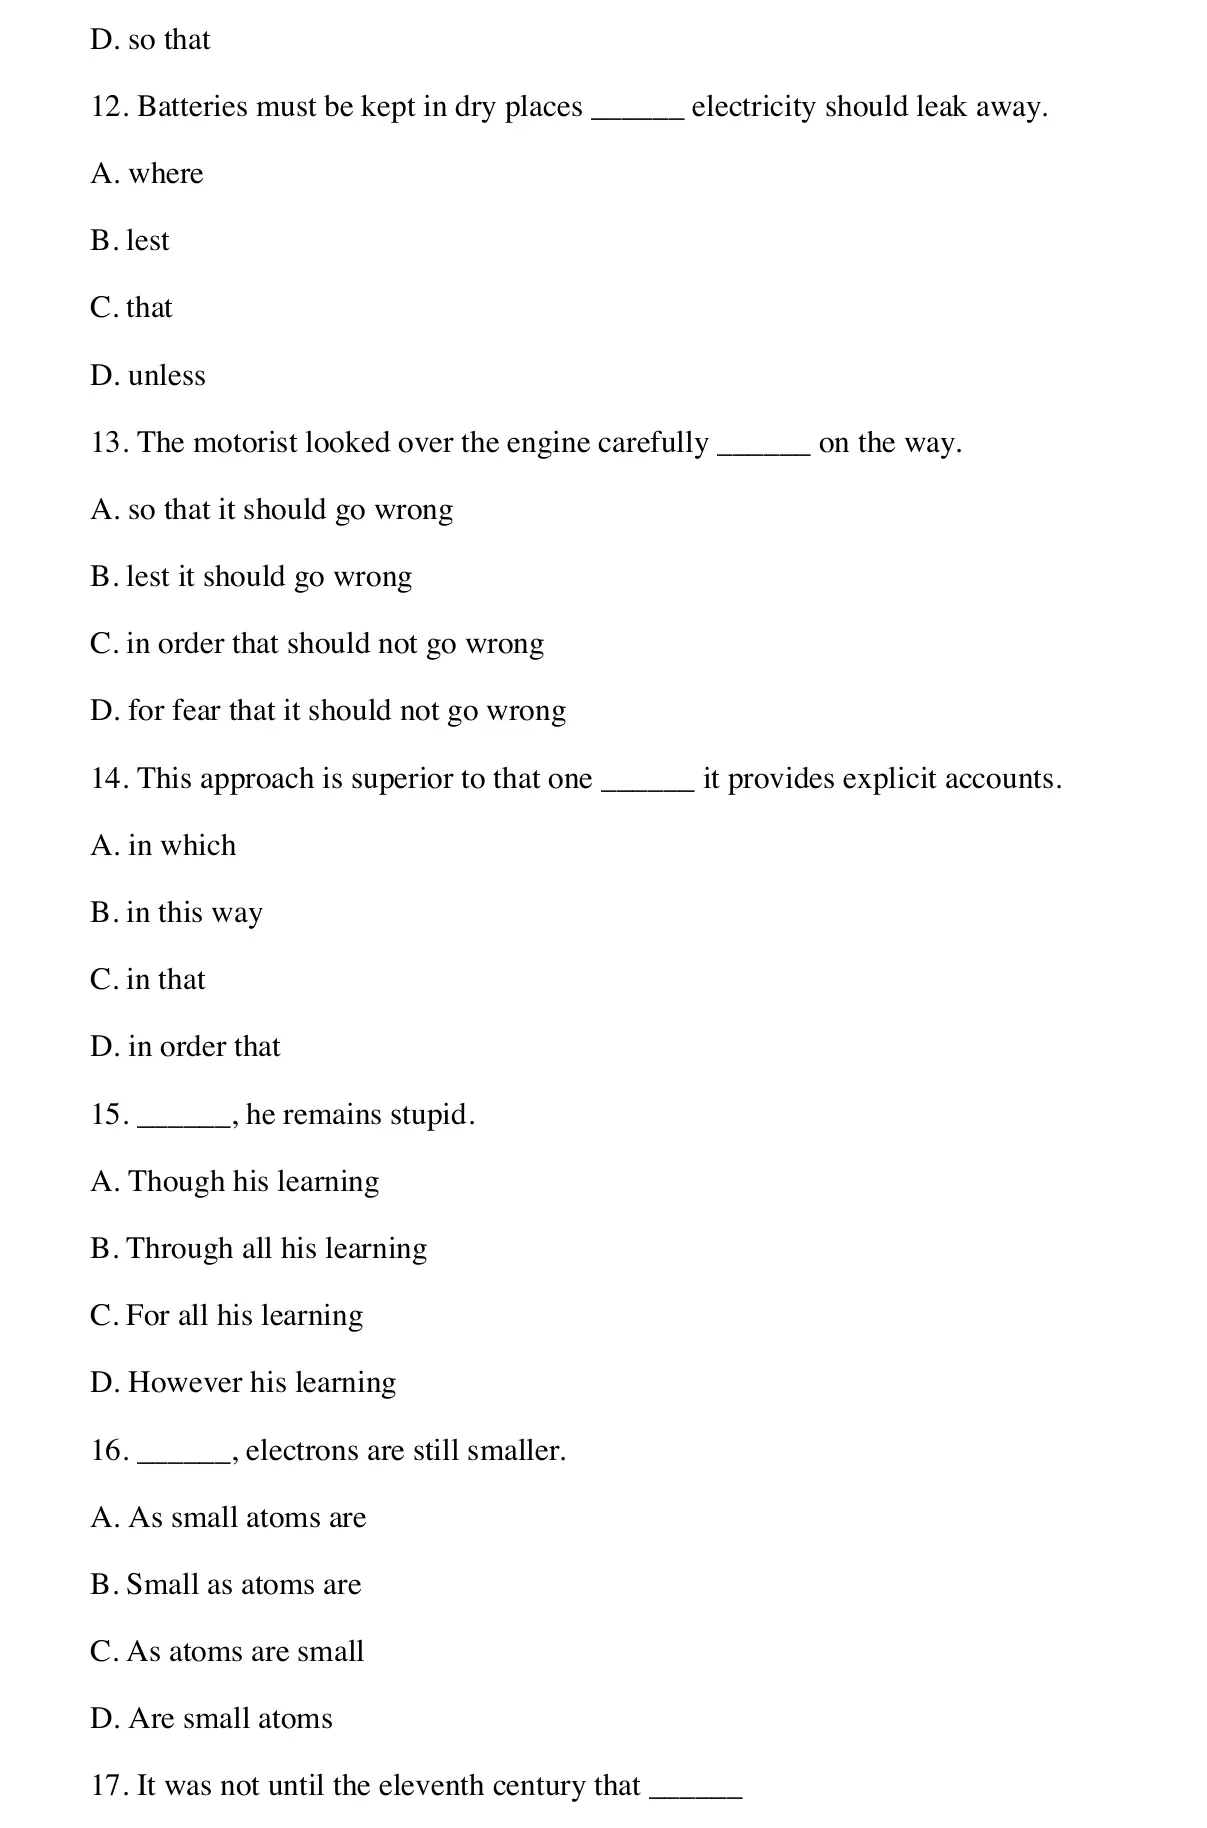 D. so that
12. Batteries must be kept in dry places ______ electricity should leak away.
A. where
B. lest
C. that
D. unless
13. The motorist looked over the engine carefully ______ on the way.
A. so that it should go wrong
B. lest it should go wrong
C. in order that should not go wrong
D. for fear that it should not go wrong
14. This approach is superior to that one ______ it provides explicit accounts.
A. in which
B. in this way
C. in that
D. in order that
15. ______, he remains stupid.
A. Though his learning
B. Through all his learning
C. For all his learning
D. However his learning
16. ______, electrons are still smaller.
A. As small atoms are
B. Small as atoms are
C. As atoms are small
D. Are small atoms
17. It was not until the eleventh century that ______